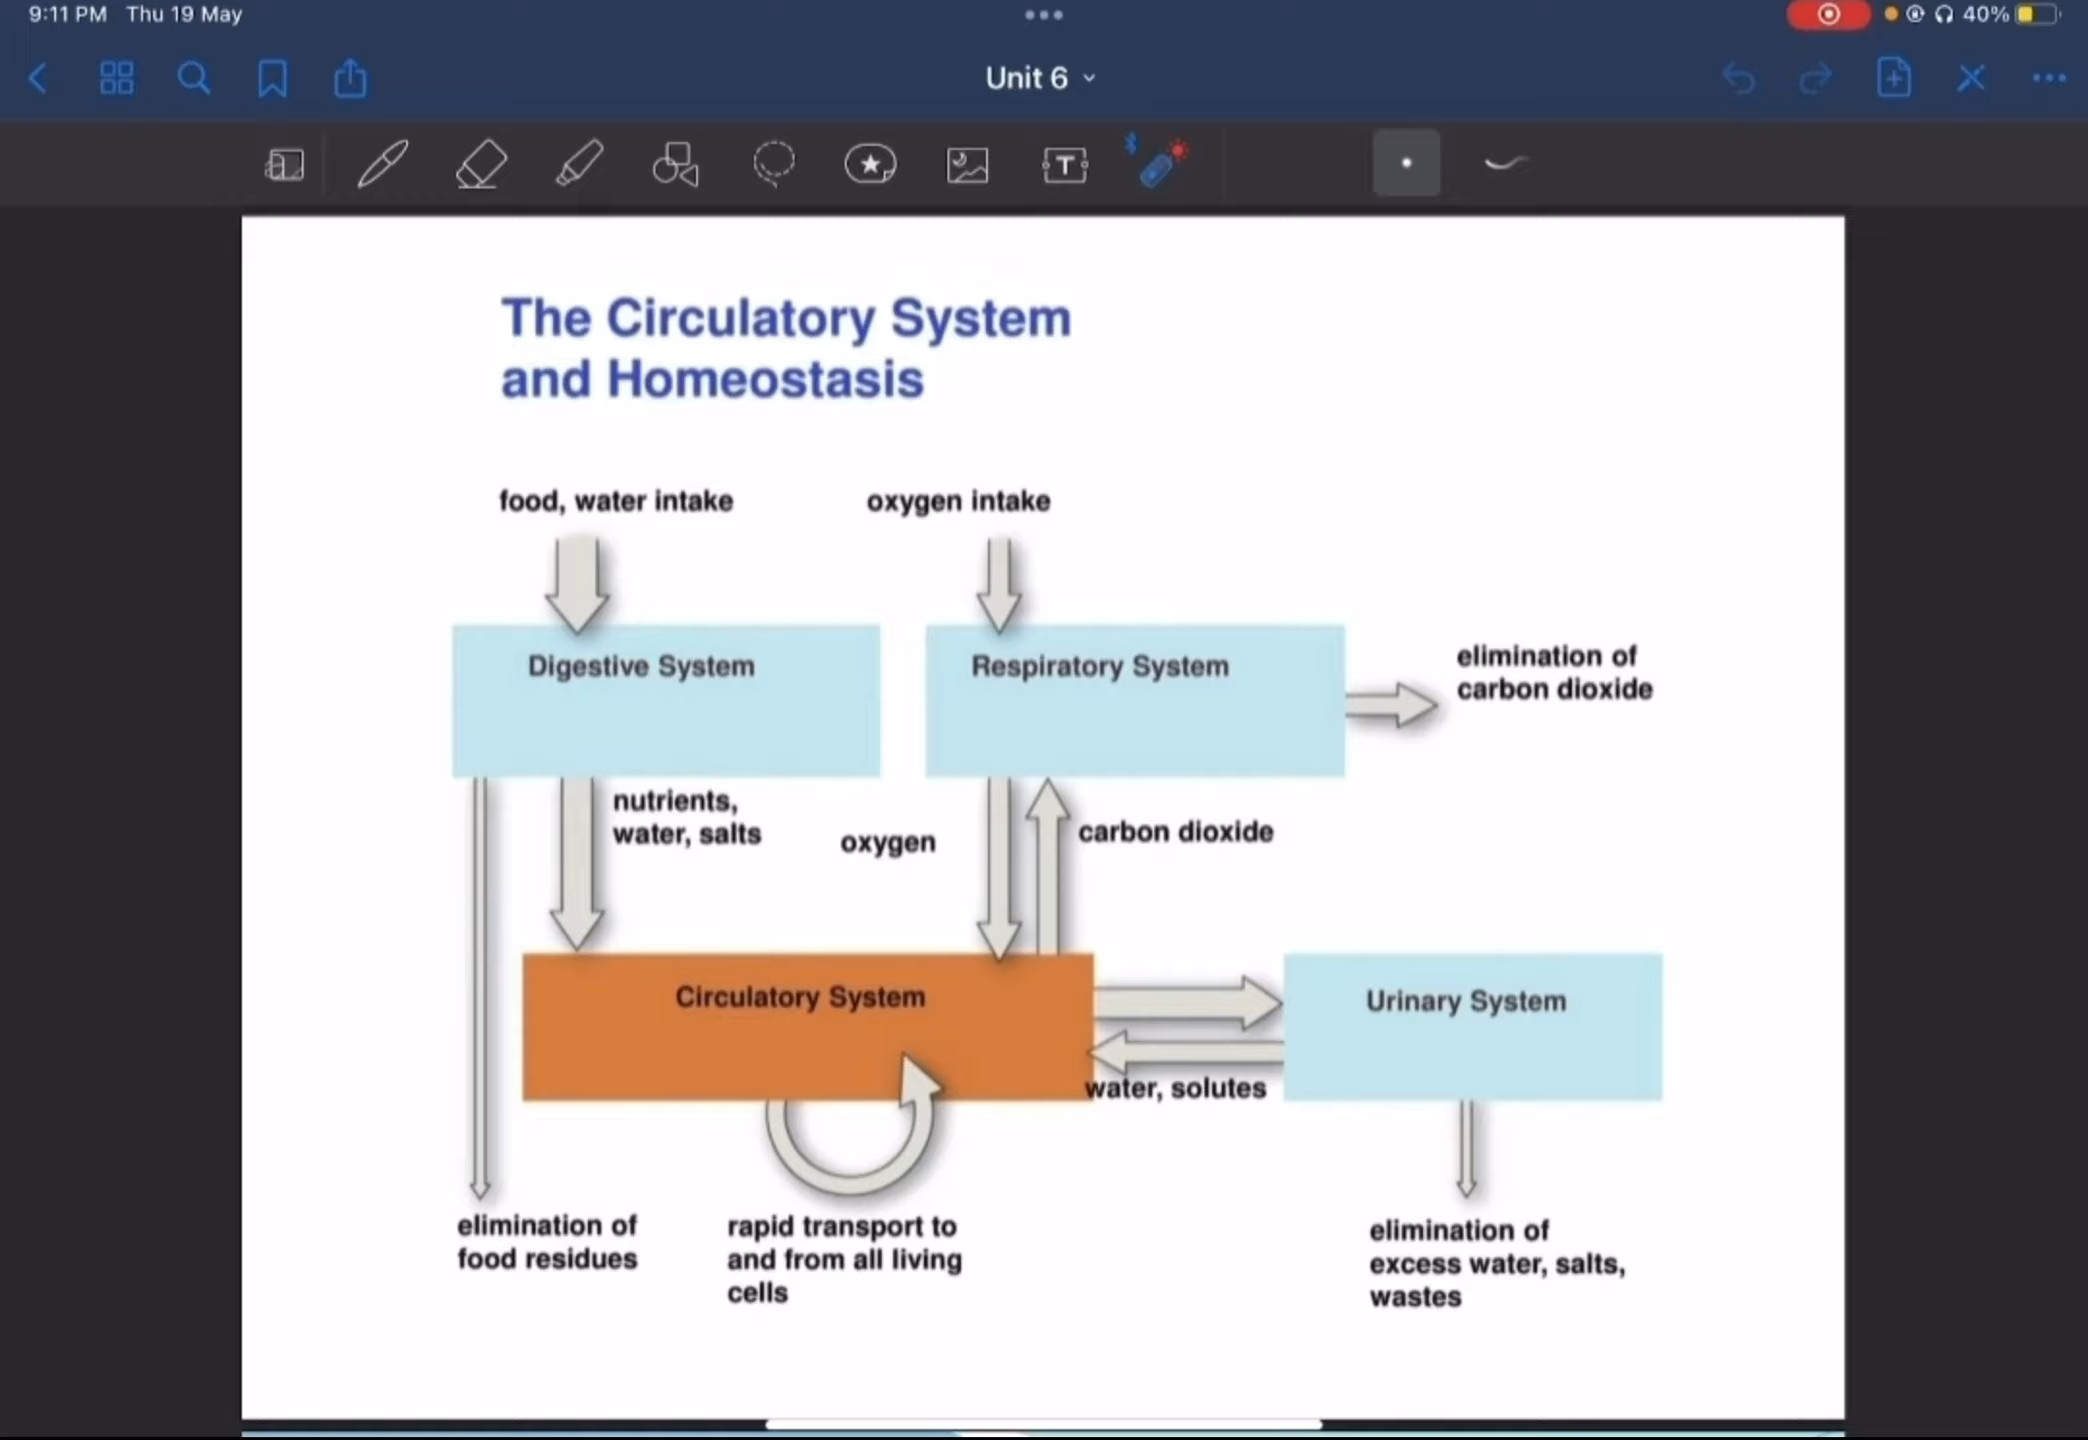 9:11 PM Thu 19 May
40%
Unit 6
The Circulatory System
and Homeostasis
food, water intake
oxygen intake
Digestive System
Respiratory System
elimination of
carbon dioxide
nutrients,
water, salts
oxygen
carbon dioxide
Circulatory System
Urinary System
water, solutes
elimination of
food residues
rapid transport to
and from all living
cells
elimination of
excess water, salts,
wastes